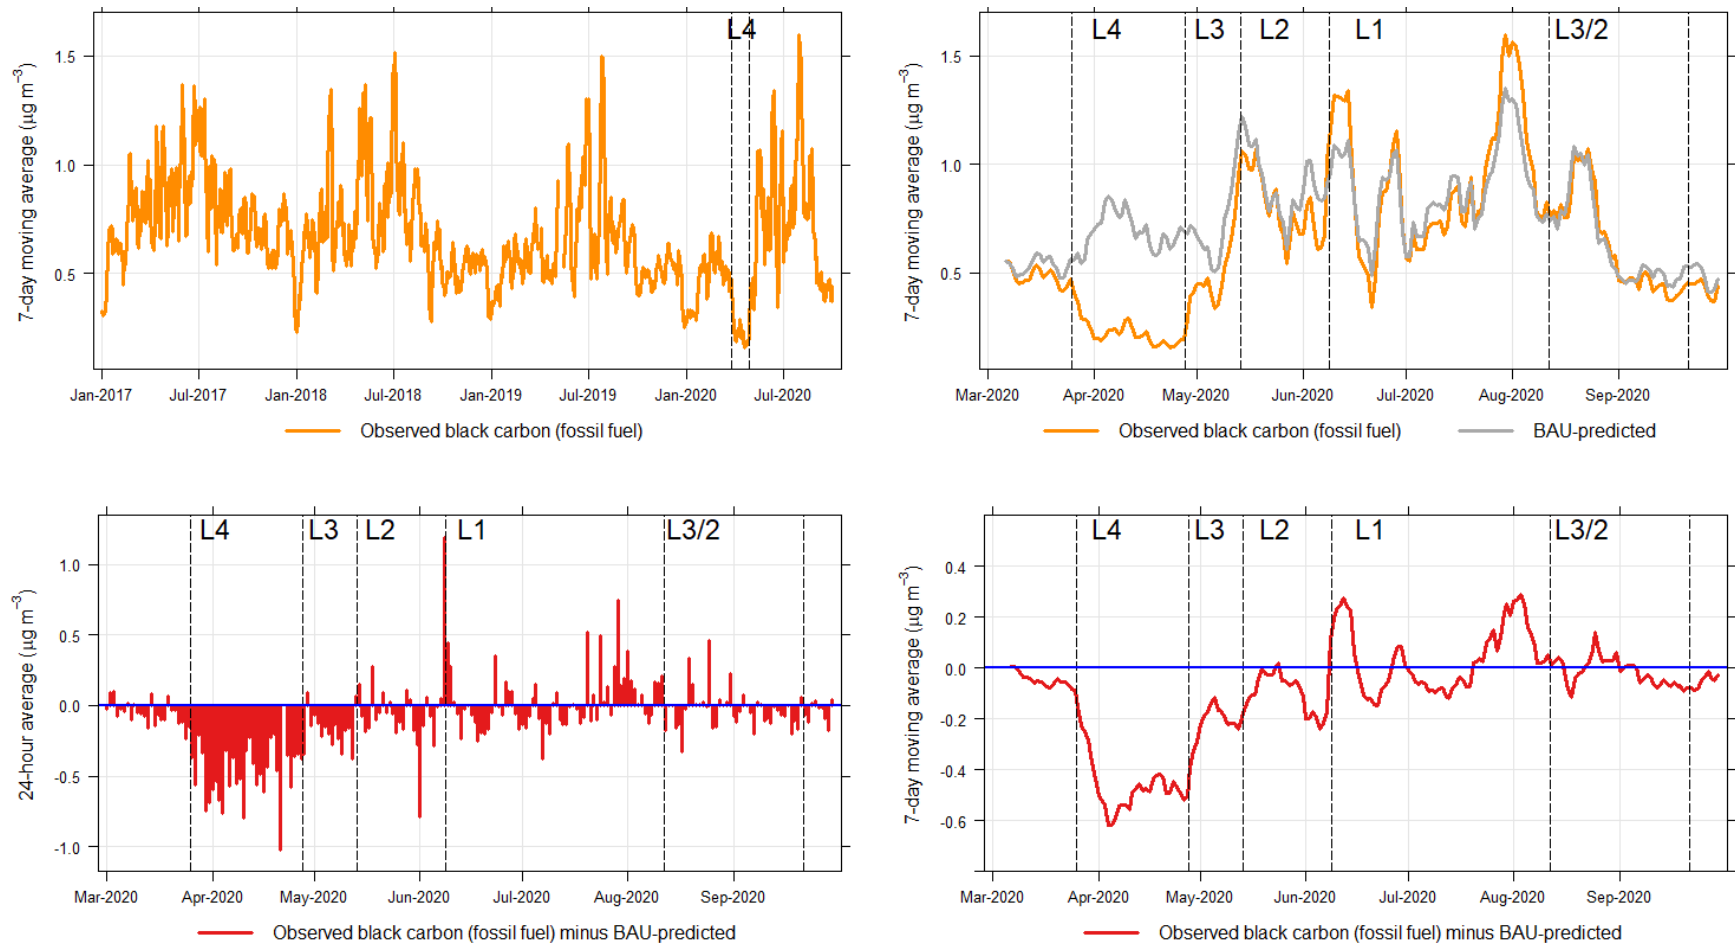 L4
1.5
1.0
0.5
7-day moving average (µg m⁻³)
Jan-2017 Jul-2017 Jan-2018 Jul-2018 Jan-2019 Jul-2019 Jan-2020 Jul-2020
Observed black carbon (fossil fuel)
L4 L3 L2 L1 L3/2
1.5
1.0
0.5
7-day moving average (µg m⁻³)
Mar-2020 Apr-2020 May-2020 Jun-2020 Jul-2020 Aug-2020 Sep-2020
Observed black carbon (fossil fuel) BAU-predicted
L4 L3 L2 L1 L3/2
1.0
0.5
0.0
-0.5
-1.0
24-hour average (µg m⁻³)
Mar-2020 Apr-2020 May-2020 Jun-2020 Jul-2020 Aug-2020 Sep-2020
Observed black carbon (fossil fuel) minus BAU-predicted
L4 L3 L2 L1 L3/2
0.4
0.2
0.0
-0.2
-0.4
-0.6
7-day moving average (µg m⁻³)
Mar-2020 Apr-2020 May-2020 Jun-2020 Jul-2020 Aug-2020 Sep-2020
Observed black carbon (fossil fuel) minus BAU-predicted